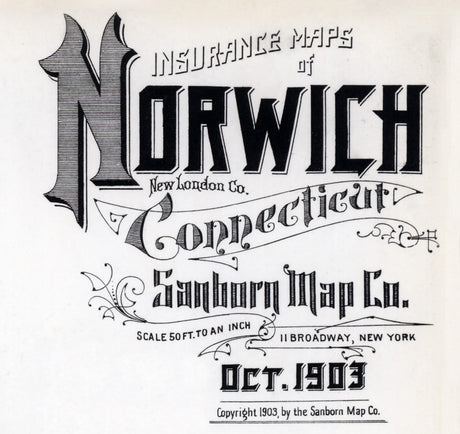 INSURANCE MAPS
of
NORWICH
New London Co.
Connecticut
Sanborn Map Co.
SCALE 50 FT. TO AN INCH
11 BROADWAY, NEW YORK
OCT. 1903
Copyright 1903, by the Sanborn Map Co.